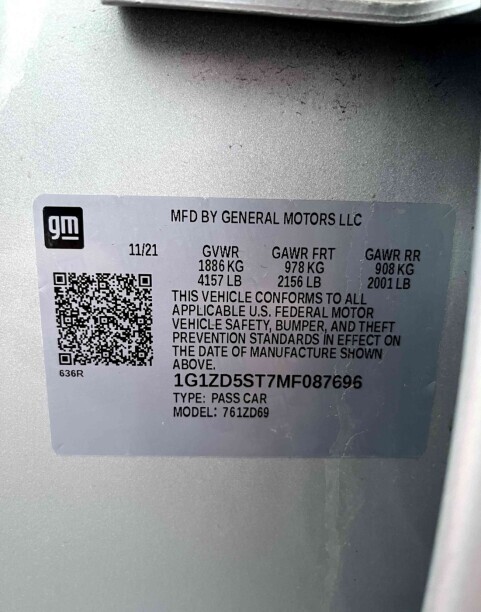 gm
MFD BY GENERAL MOTORS LLC
11/21 GVWR GAWR FRT GAWR RR
1886 KG 978 KG 908 KG
4157 LB 2156 LB 2001 LB
THIS VEHICLE CONFORMS TO ALL
APPLICABLE U.S. FEDERAL MOTOR
VEHICLE SAFETY, BUMPER, AND THEFT
PREVENTION STANDARDS IN EFFECT ON
THE DATE OF MANUFACTURE SHOWN
ABOVE.
636R
1G1ZD5ST7MF087696
TYPE: PASS CAR
MODEL: 761ZD69